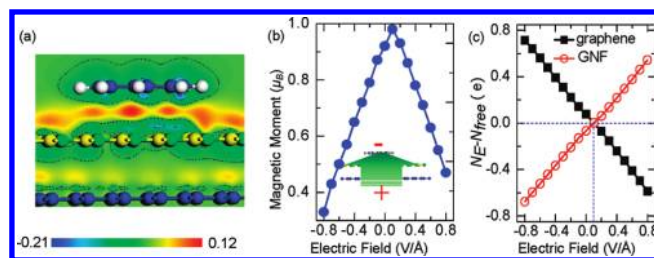 (a)
-0.21 0.12
(b)
Magnetic Moment (μB)
1.0
0.8
0.6
0.4
-
+
-0.8 -0.4 0.0 0.4 0.8
Electric Field (V/Å)
(c)
graphene
GNF
NE-Nfree ( e )
0.8
0.4
0.0
-0.4
-0.8
-0.8 -0.4 0.0 0.4 0.8
Electric Field (V/Å)